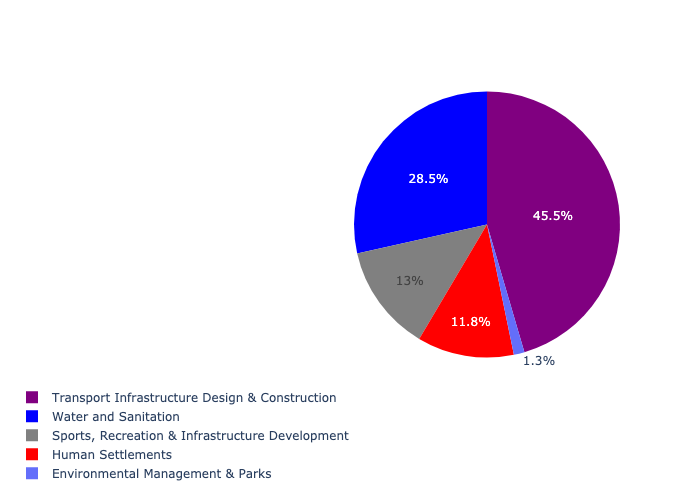 28.5%
45.5%
13%
11.8%
1.3%
Transport Infrastructure Design & Construction
Water and Sanitation
Sports, Recreation & Infrastructure Development
Human Settlements
Environmental Management & Parks